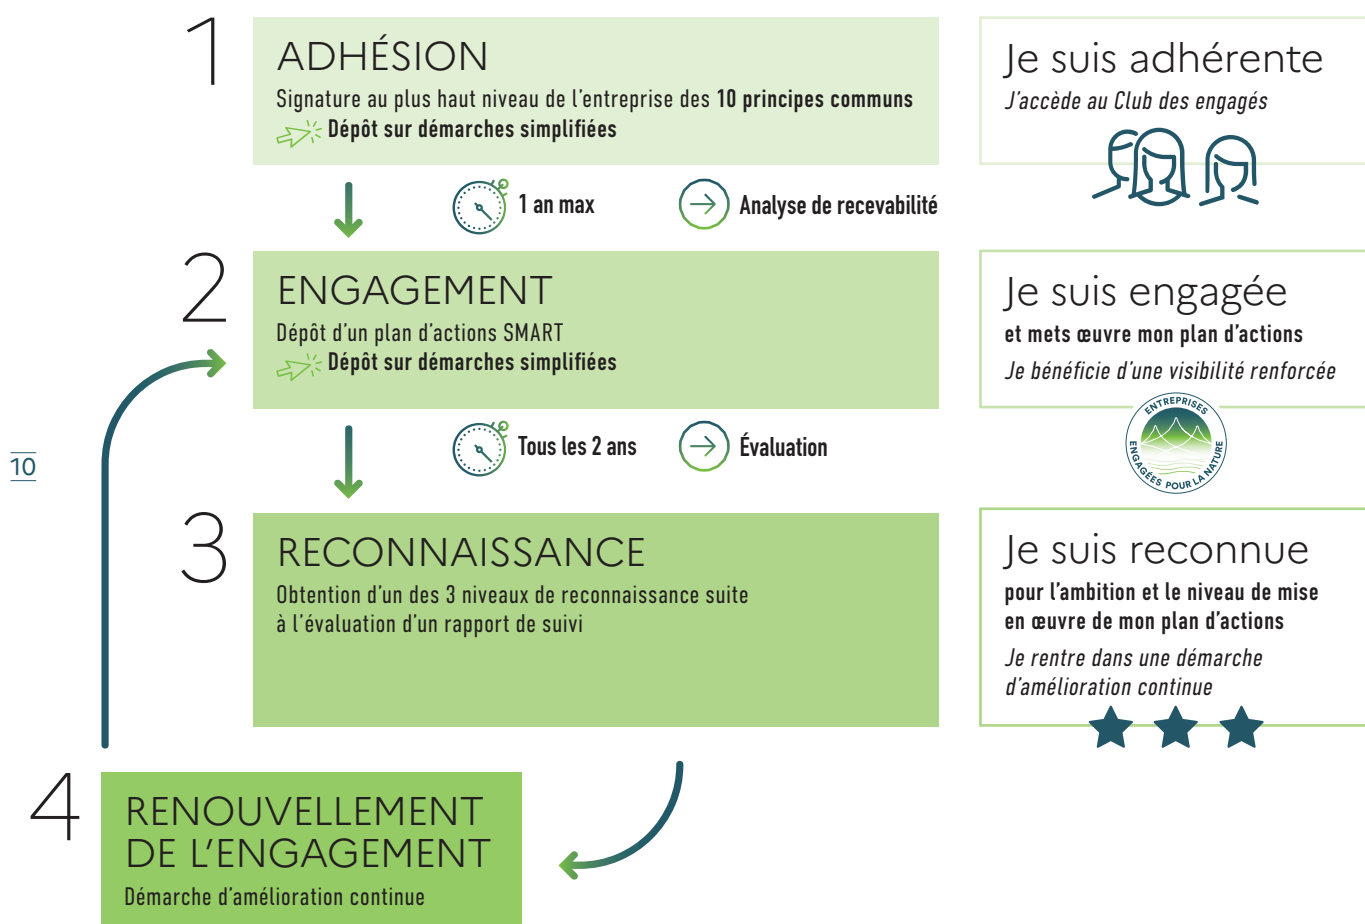 1
ADHÉSION
Signature au plus haut niveau de l'entreprise des 10 principes communs
Dépôt sur démarches simplifiées
Je suis adhérente
J'accède au Club des engagés
1 an max
Analyse de recevabilité
2
ENGAGEMENT
Dépôt d'un plan d'actions SMART
Dépôt sur démarches simplifiées
Je suis engagée
et mets œuvre mon plan d'actions
Je bénéficie d'une visibilité renforcée
ENTREPRISES
ENGAGÉES POUR LA NATURE
Tous les 2 ans
Évaluation
10
3
RECONNAISSANCE
Obtention d'un des 3 niveaux de reconnaissance suite
à l'évaluation d'un rapport de suivi
Je suis reconnue
pour l'ambition et le niveau de mise
en œuvre de mon plan d'actions
Je rentre dans une démarche
d'amélioration continue
4
RENOUVELLEMENT
DE L'ENGAGEMENT
Démarche d'amélioration continue